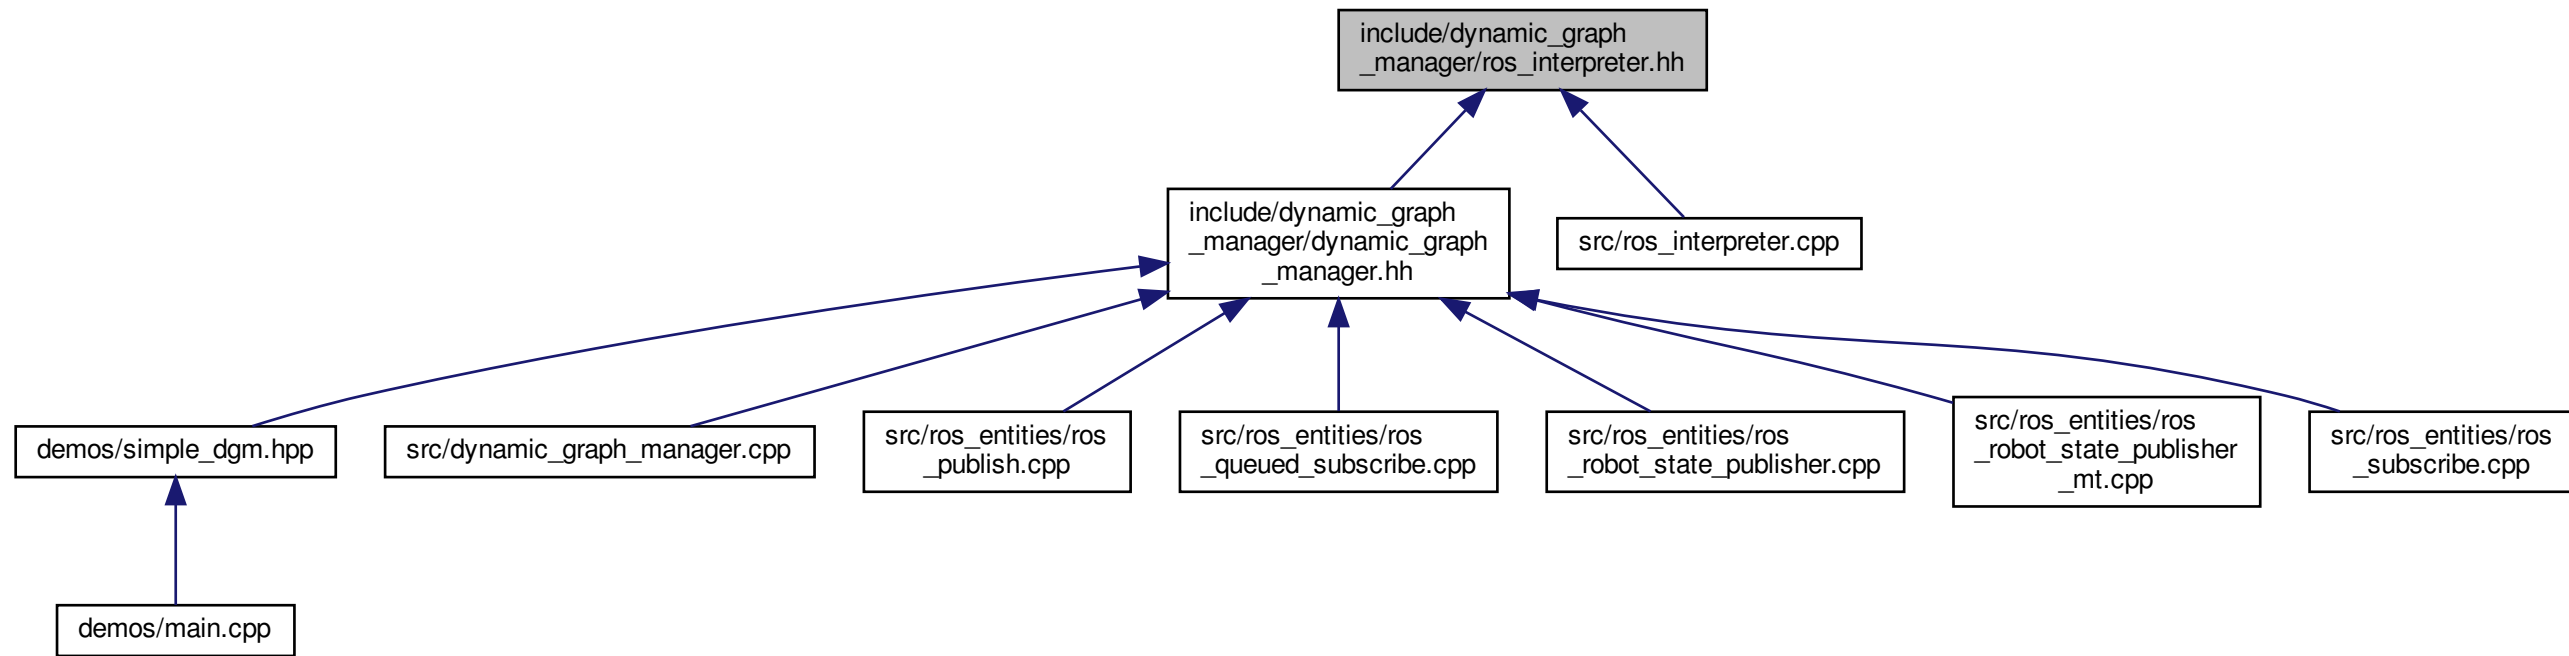 include/dynamic_graph
_manager/ros_interpreter.hh
include/dynamic_graph
_manager/dynamic_graph
_manager.hh
src/ros_interpreter.cpp
demos/simple_dgm.hpp
src/dynamic_graph_manager.cpp
src/ros_entities/ros
_publish.cpp
src/ros_entities/ros
_queued_subscribe.cpp
src/ros_entities/ros
_robot_state_publisher.cpp
src/ros_entities/ros
_robot_state_publisher
_mt.cpp
src/ros_entities/ros
_subscribe.cpp
demos/main.cpp